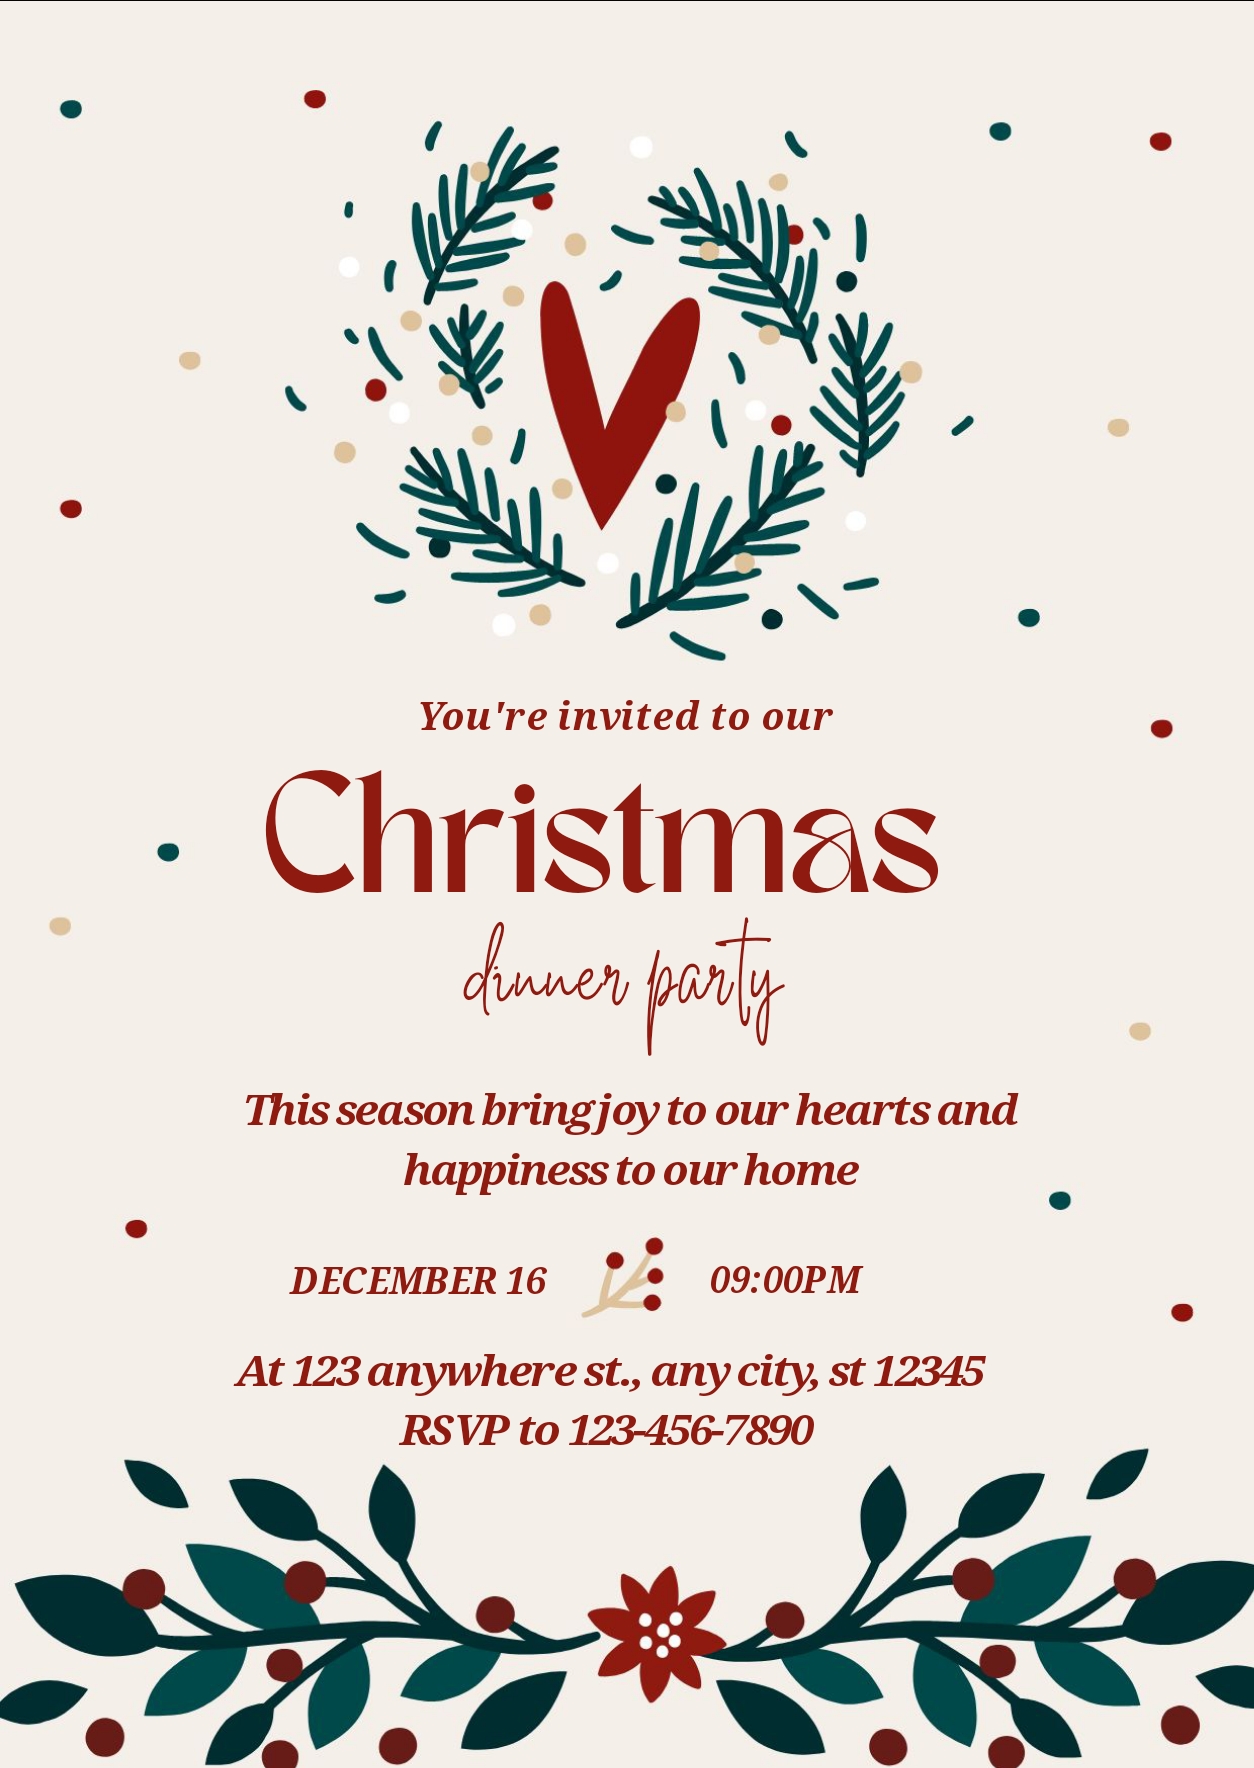 You're invited to our
Christmas
dinner party
This season bring joy to our hearts and
happiness to our home
DECEMBER 16 09:00PM
At 123 anywhere st., any city, st 12345
RSVP to 123-456-7890